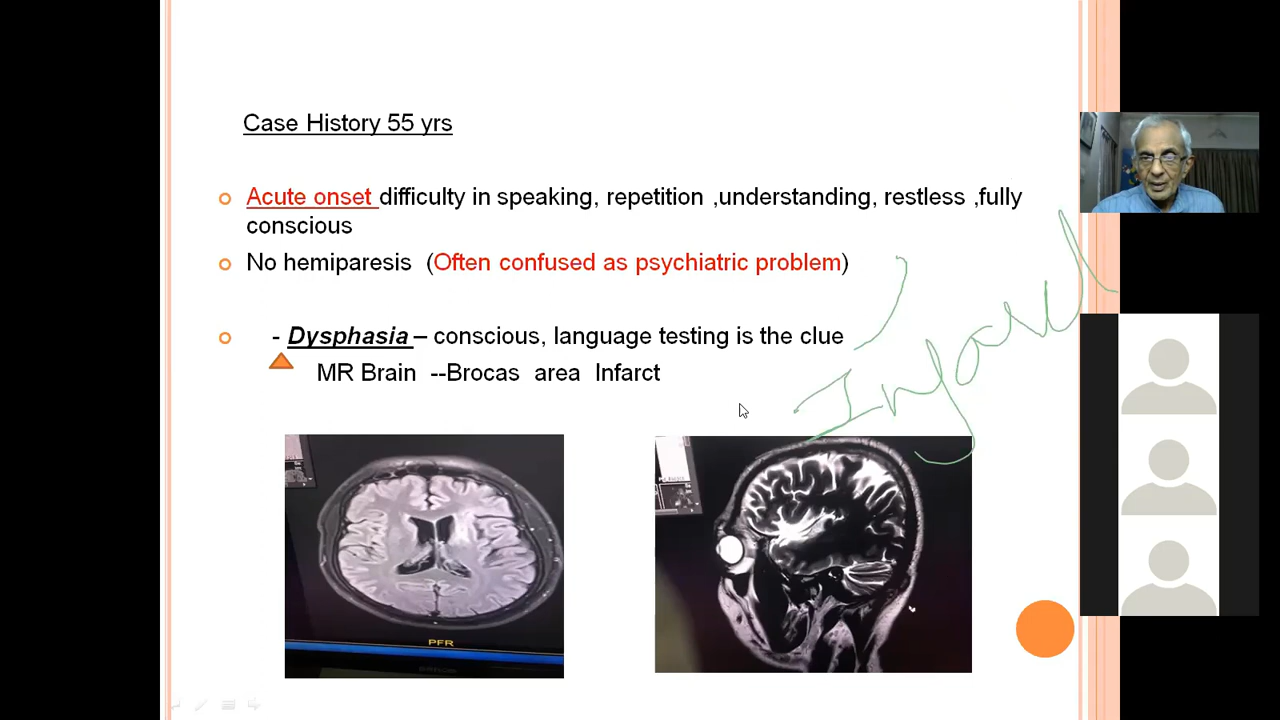 Case History 55 yrs
Acute onset difficulty in speaking, repetition ,understanding, restless ,fully
conscious
No hemiparesis (Often confused as psychiatric problem)
- Dysphasia – conscious, language testing is the clue
MR Brain --Brocas area Infarct
Infarct
PFR